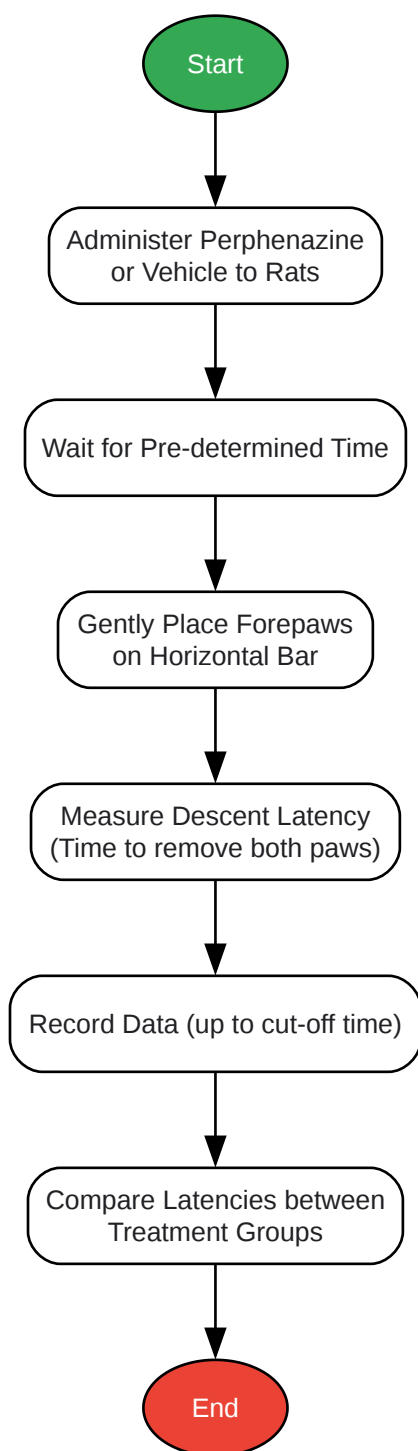 Start
Administer Perphenazine
or Vehicle to Rats
Wait for Pre-determined Time
Gently Place Forepaws
on Horizontal Bar
Measure Descent Latency
(Time to remove both paws)
Record Data (up to cut-off time)
Compare Latencies between
Treatment Groups
End